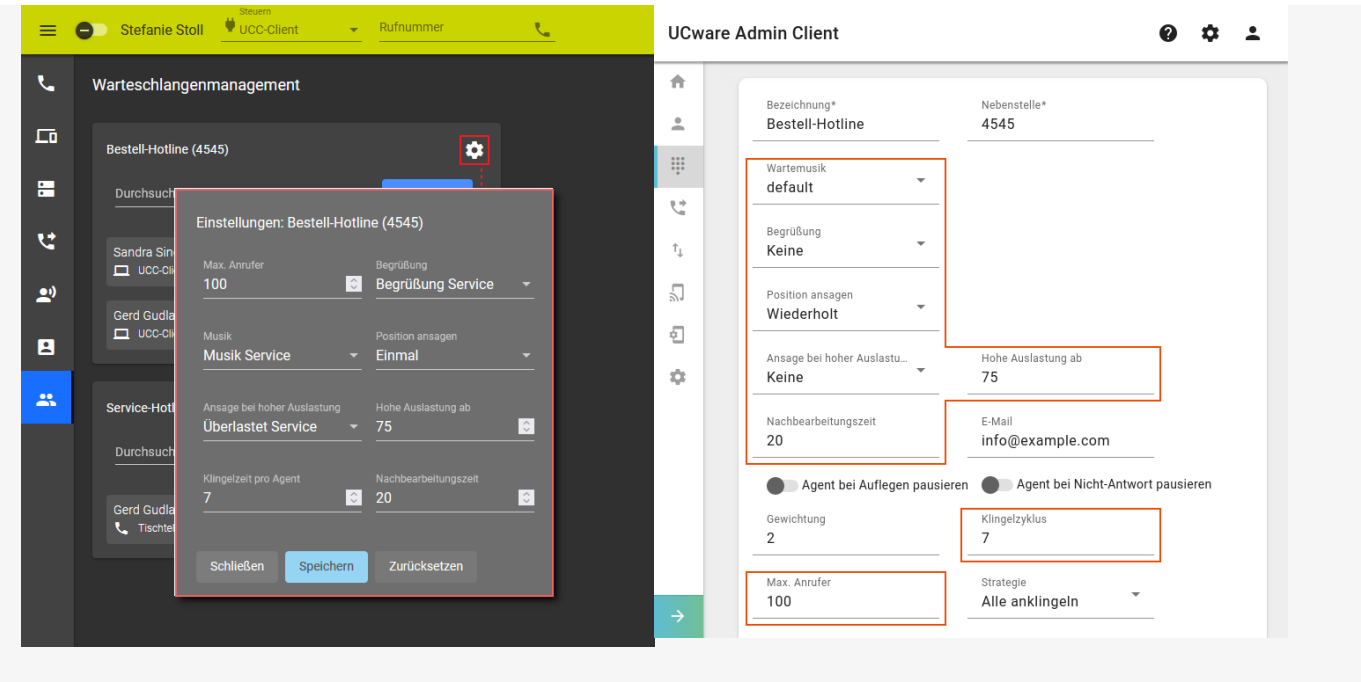 Steuern
Stefanie Stoll UCC-Client Rufnummer
Warteschlangenmanagement
Bestell-Hotline (4545)
Durchsuch
Sandra Sin
UCC-Cli
Gerd Gudla
UCC-Cli
Service-Hotl
Durchsuch
Gerd Gudla
Tischtel
Einstellungen: Bestell-Hotline (4545)
Max. Anrufer Begrüßung
100 Begrüßung Service
Musik Position ansagen
Musik Service Einmal
Ansage bei hoher Auslastung Hohe Auslastung ab
Überlastet Service 75
Klingelzeit pro Agent Nachbearbeitungszeit
7 20
Schließen Speichern Zurücksetzen
UCware Admin Client
Bezeichnung* Nebenstelle*
Bestell-Hotline 4545
Wartemusik
default
Begrüßung
Keine
Position ansagen
Wiederholt
Ansage bei hoher Auslastu... Hohe Auslastung ab
Keine 75
Nachbearbeitungszeit E-Mail
20 info@example.com
Agent bei Auflegen pausieren Agent bei Nicht-Antwort pausieren
Gewichtung Klingelzyklus
2 7
Max. Anrufer Strategie
100 Alle anklingeln